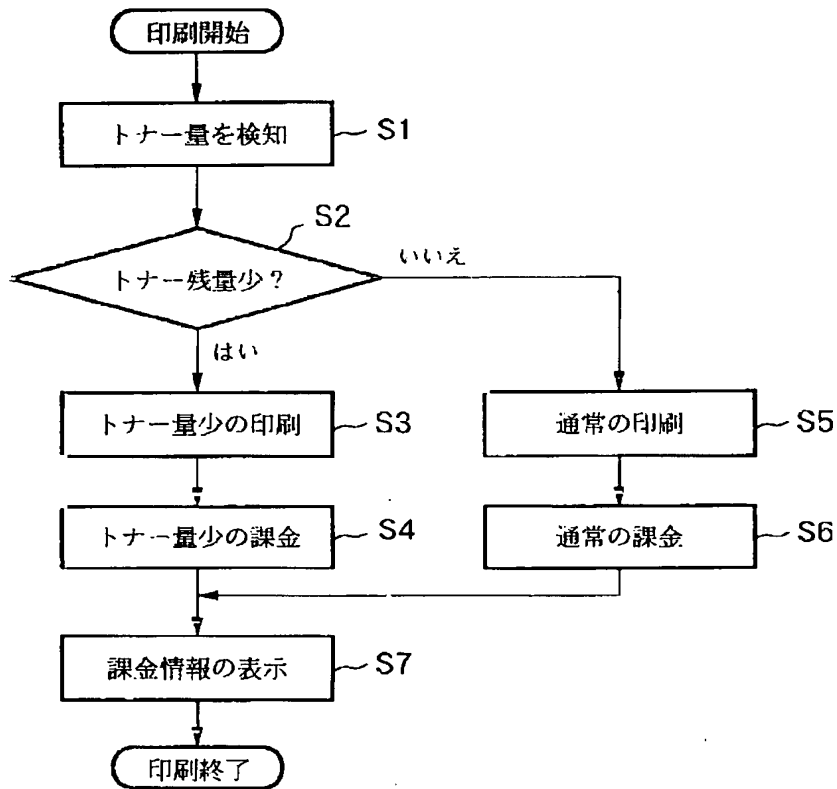 印刷開始
トナー量を検知
S1
S2
トナー残量少？
いいえ
はい
トナー量少の印刷
S3
通常の印刷
S5
トナー量少の課金
S4
通常の課金
S6
課金情報の表示
S7
印刷終了